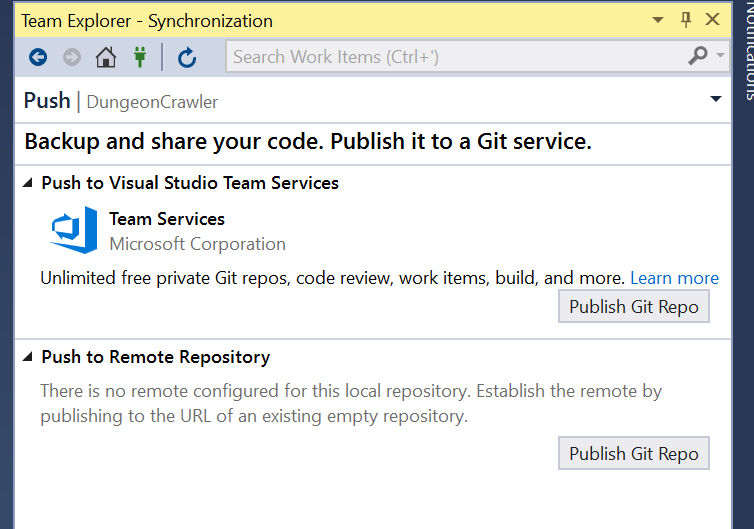 Team Explorer - Synchronization
Search Work Items (Ctrl+')
Push | DungeonCrawler
Backup and share your code. Publish it to a Git service.
Push to Visual Studio Team Services
Team Services
Microsoft Corporation
Unlimited free private Git repos, code review, work items, build, and more. Learn more
Publish Git Repo
Push to Remote Repository
There is no remote configured for this local repository. Establish the remote by
publishing to the URL of an existing empty repository.
Publish Git Repo
Notifications